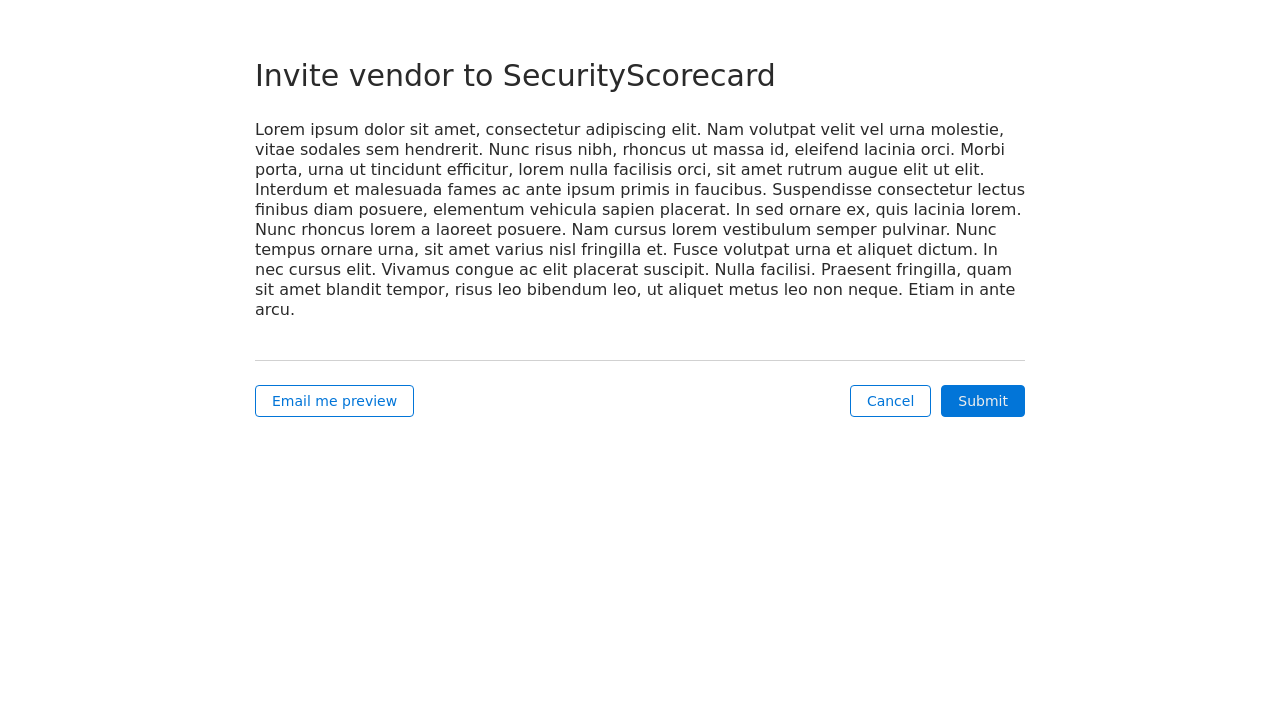 Invite vendor to SecurityScorecard
Lorem ipsum dolor sit amet, consectetur adipiscing elit. Nam volutpat velit vel urna molestie,
vitae sodales sem hendrerit. Nunc risus nibh, rhoncus ut massa id, eleifend lacinia orci. Morbi
porta, urna ut tincidunt efficitur, lorem nulla facilisis orci, sit amet rutrum augue elit ut elit.
Interdum et malesuada fames ac ante ipsum primis in faucibus. Suspendisse consectetur lectus
finibus diam posuere, elementum vehicula sapien placerat. In sed ornare ex, quis lacinia lorem.
Nunc rhoncus lorem a laoreet posuere. Nam cursus lorem vestibulum semper pulvinar. Nunc
tempus ornare urna, sit amet varius nisl fringilla et. Fusce volutpat urna et aliquet dictum. In
nec cursus elit. Vivamus congue ac elit placerat suscipit. Nulla facilisi. Praesent fringilla, quam
sit amet blandit tempor, risus leo bibendum leo, ut aliquet metus leo non neque. Etiam in ante
arcu.
Email me preview
Cancel
Submit